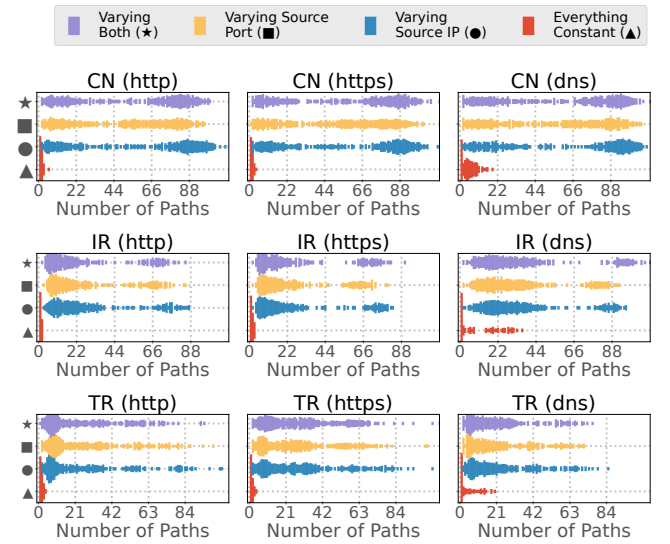 Varying Both (★)
Varying Source Port (■)
Varying Source IP (●)
Everything Constant (▲)
CN (http) CN (https) CN (dns)
★
■
●
▲
0 22 44 66 88 0 22 44 66 88 0 22 44 66 88
Number of Paths Number of Paths Number of Paths
IR (http) IR (https) IR (dns)
★
■
●
▲
0 22 44 66 88 0 22 44 66 88 0 22 44 66 88
Number of Paths Number of Paths Number of Paths
TR (http) TR (https) TR (dns)
★
■
●
▲
0 21 42 63 84 0 21 42 63 84 0 21 42 63 84
Number of Paths Number of Paths Number of Paths